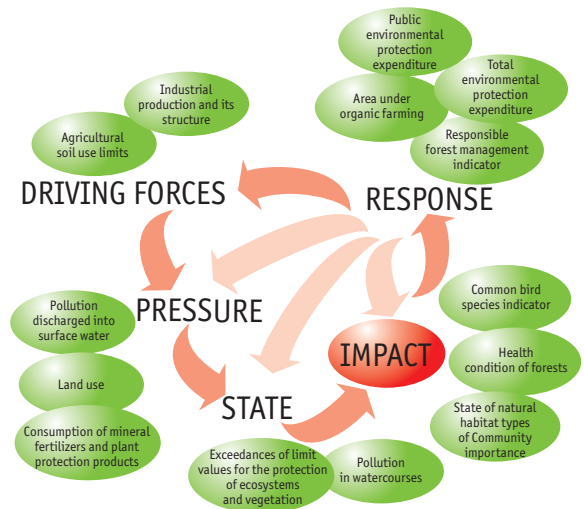 Public
environmental
protection
expenditure
Total
environmental
protection
expenditure
Industrial
production and its
structure
Area under
organic farming
Agricultural
soil use limits
Responsible
forest management
indicator
DRIVING FORCES
RESPONSE
Common bird
species indicator
Pollution
discharged into
surface water
PRESSURE
IMPACT
Health
condition of forests
Land use
STATE
State of natural
habitat types
of Community
importance
Consumption of mineral
fertilizers and plant
protection products
Exceedances of limit
values for the protection
of ecosystems
and vegetation
Pollution
in watercourses